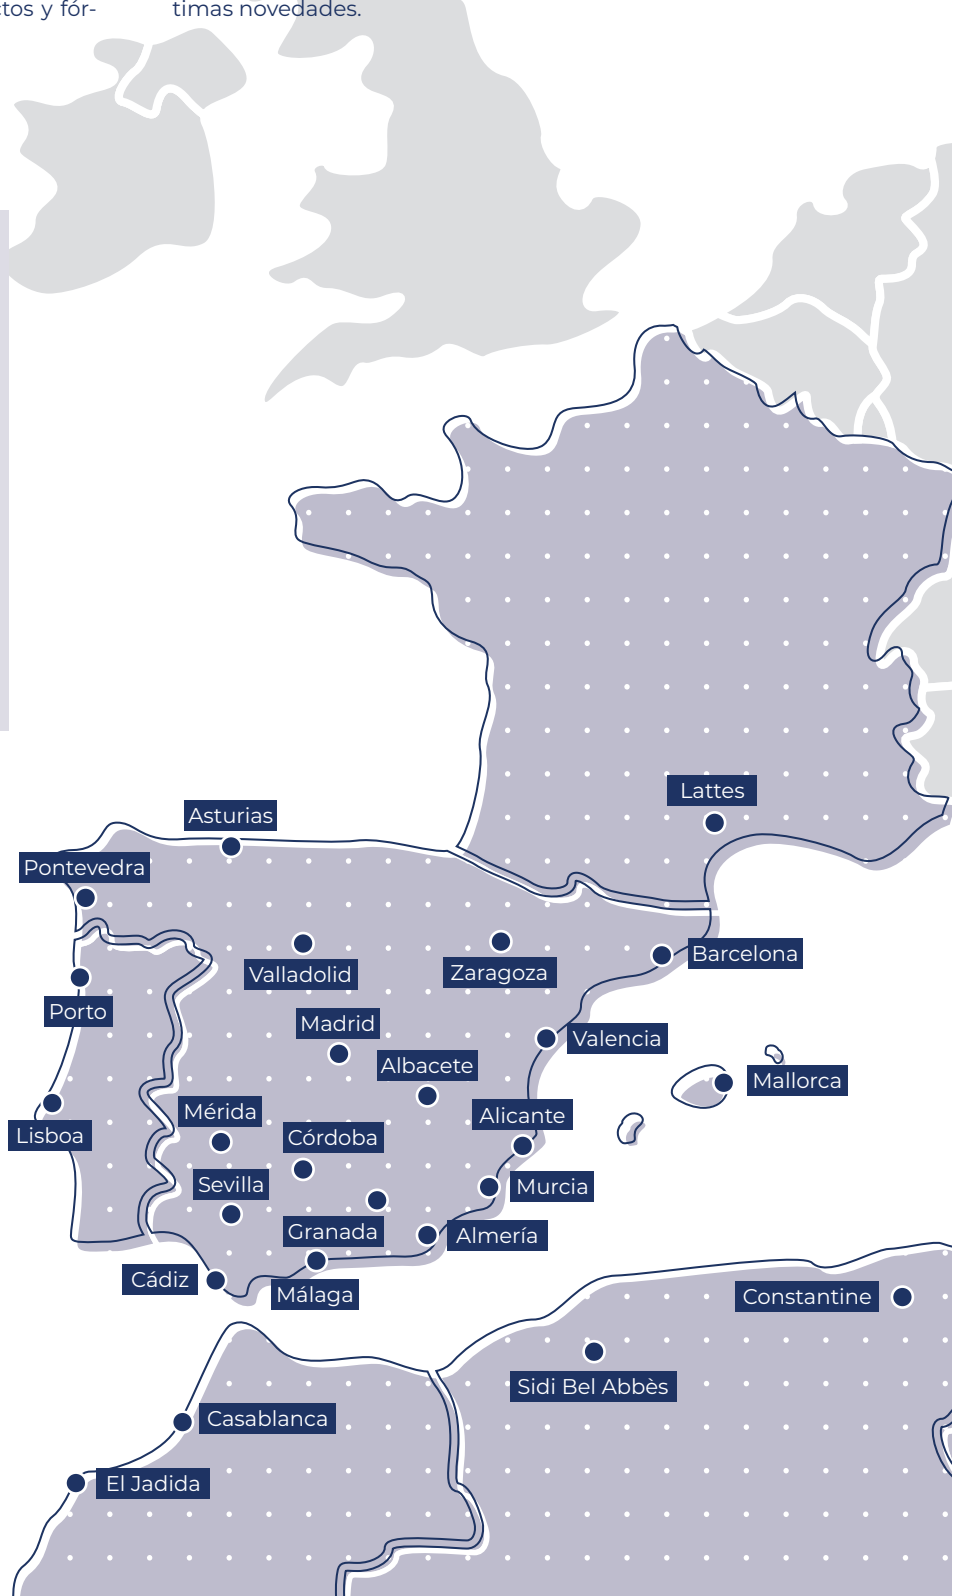 ctos y fór-
timas novedades.
Lattes
Asturias
Pontevedra
Barcelona
Valladolid
Zaragoza
Porto
Madrid
Valencia
Albacete
Mallorca
Mérida
Alicante
Lisboa
Córdoba
Sevilla
Murcia
Granada
Almería
Cádiz
Málaga
Constantine
Sidi Bel Abbès
Casablanca
El Jadida